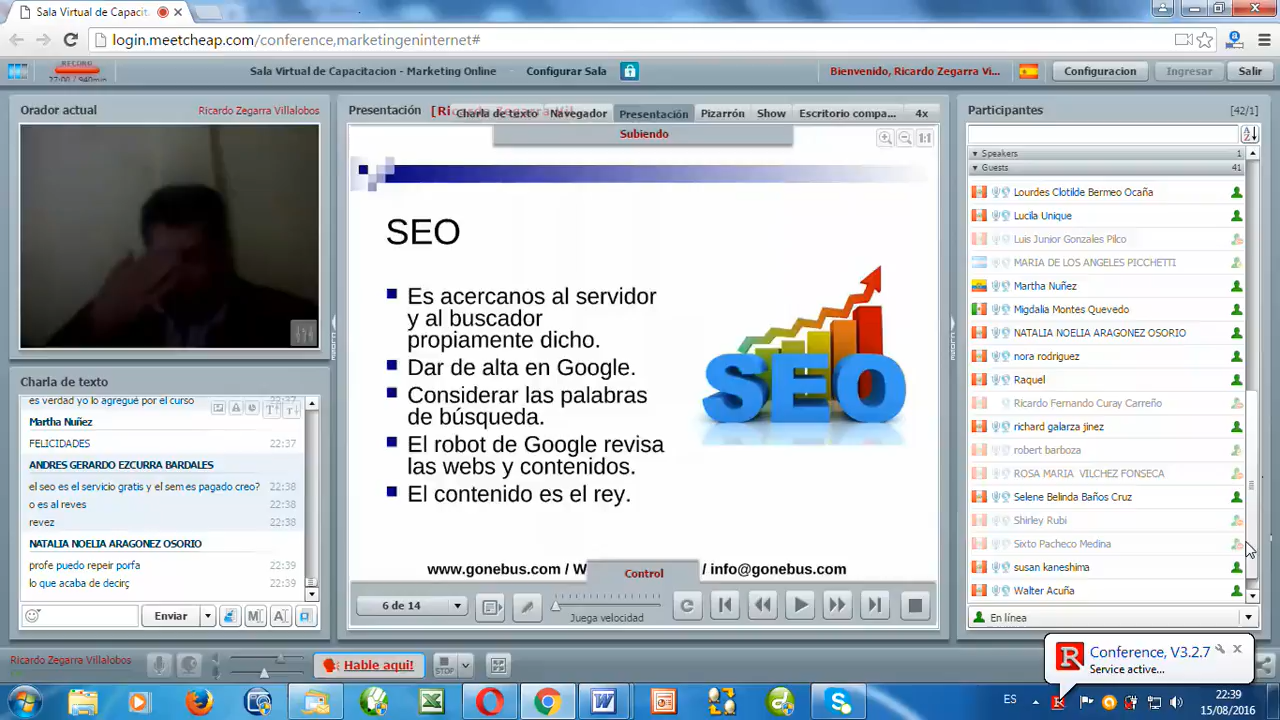 Sala Virtual de Capacit.
login.meetcheap.com/conference,marketingeninternet#
RECORD
27:00 / 940min
Sala Virtual de Capacitacion - Marketing Online
Configurar Sala
Bienvenido, Ricardo Zegarra Vi...
Configuracion
Ingresar
Salir
Orador actual
Ricardo Zegarra Villalobos
Charla de texto
22:37
es verdad yo lo agregué por el curso
Martha Nuñez
FELICIDADES 22:37
ANDRES GERARDO EZCURRA BARDALES
el seo es el servicio gratis y el sem es pagado creo? 22:38
o es al reves 22:38
revez 22:38
NATALIA NOELIA ARAGONEZ OSORIO
profe puedo repeir porfa 22:39
lo que acaba de decirç 22:39
Enviar
Presentación
Charla de texto
Navegador
Presentación
Pizarrón
Show
Escritorio compa...
4x
Subiendo
1:1
SEO
Es acercanos al servidor
y al buscador
propiamente dicho.
Dar de alta en Google.
Considerar las palabras
de búsqueda.
El robot de Google revisa
las webs y contenidos.
El contenido es el rey.
SEO
www.gonebus.com / W
/ info@gonebus.com
Control
6 de 14
Juega velocidad
Participantes
[42/1]
Speakers 1
Guests 41
Lourdes Clotilde Bermeo Ocaña
Lucila Unique
Luis Junior Gonzales Pilco
MARIA DE LOS ANGELES PICCHETTI
Martha Nuñez
Migdalia Montes Quevedo
NATALIA NOELIA ARAGONEZ OSORIO
nora rodriguez
Raquel
Ricardo Fernando Curay Carreño
richard galarza jinez
robert barboza
ROSA MARIA VILCHEZ FONSECA
Selene Belinda Baños Cruz
Shirley Rubi
Sixto Pacheco Medina
susan kaneshima
Walter Acuña
En línea
Ricardo Zegarra Villalobos
Hable aqui!
STOP
Conference, V3.2.7
Service active...
ES
22:39
15/08/2016